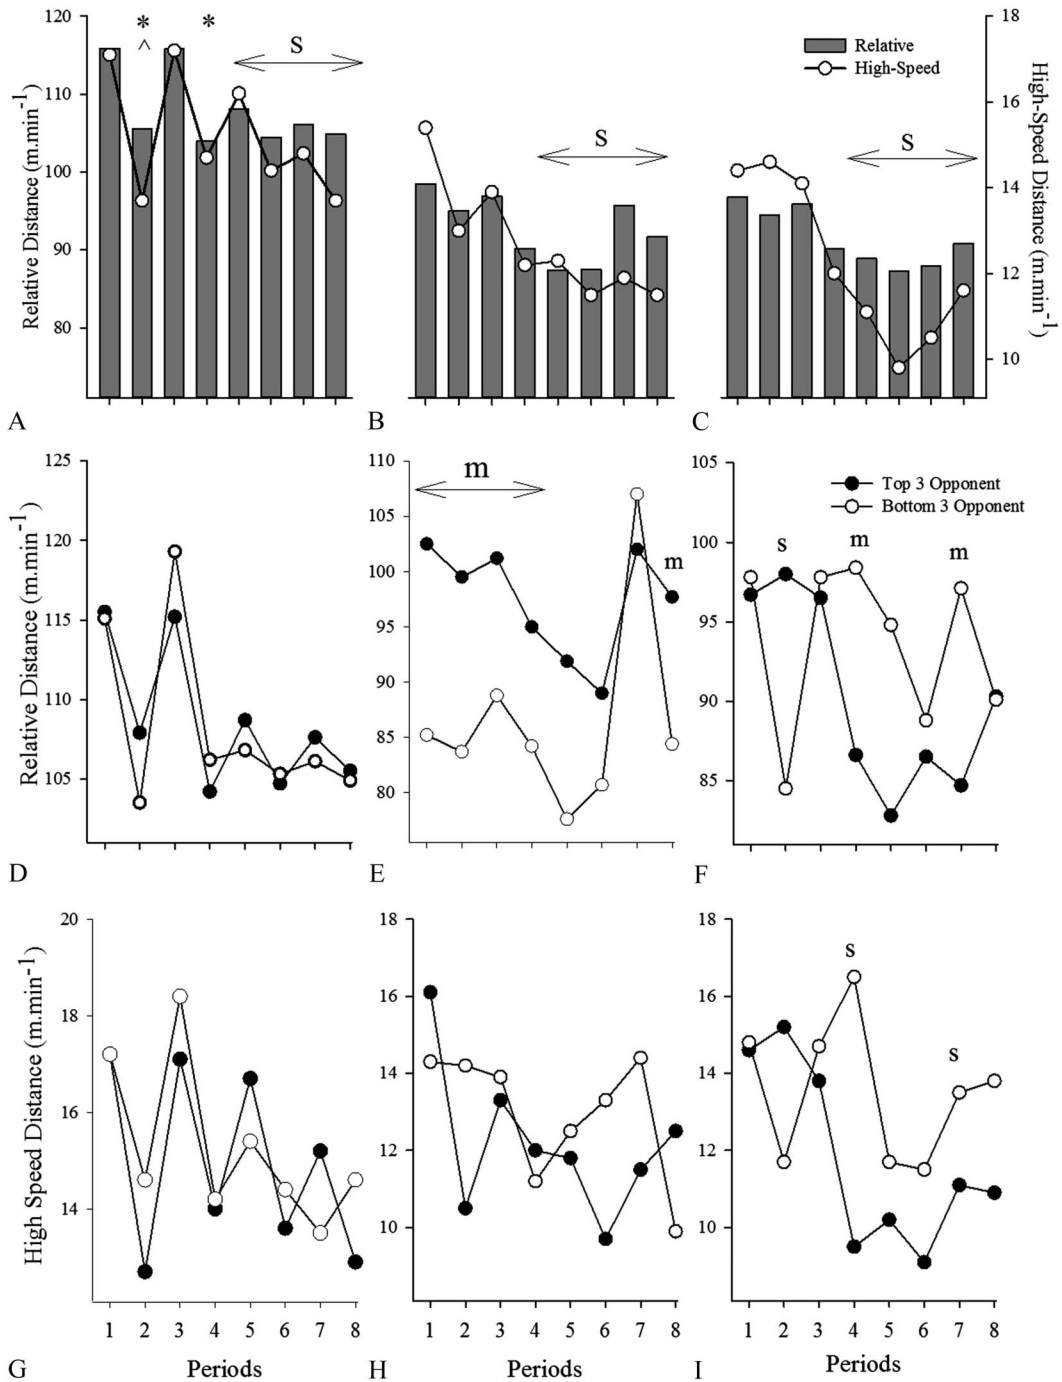 120
110
100
90
80
Relative Distance (m.min-1)
*
^
*
s
s
s
Relative
High-Speed
18
16
14
12
10
High-Speed Distance (m.min-1)
A
B
C
125
120
115
110
105
Relative Distance (m.min-1)
110
105
100
95
90
85
80
m
m
105
100
95
90
85
s
m
m
Top 3 Opponent
Bottom 3 Opponent
D
E
F
20
18
16
14
High Speed Distance (m.min-1)
18
16
14
12
10
18
16
14
12
10
s
s
1 2 3 4 5 6 7 8
1 2 3 4 5 6 7 8
1 2 3 4 5 6 7 8
G
Periods
H
Periods
I
Periods